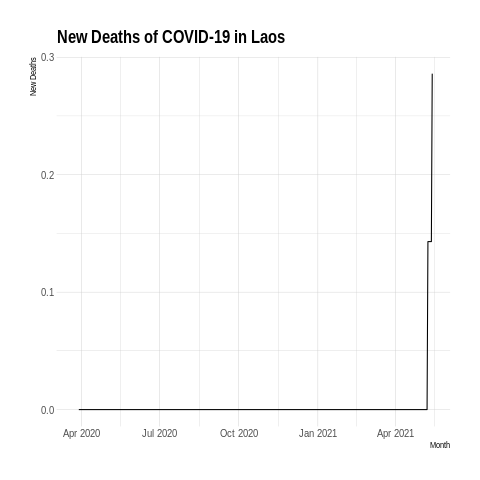 New Deaths of COVID-19 in Laos
New Deaths
0.3
0.2
0.1
0.0
Apr 2020 Jul 2020 Oct 2020 Jan 2021 Apr 2021
Month